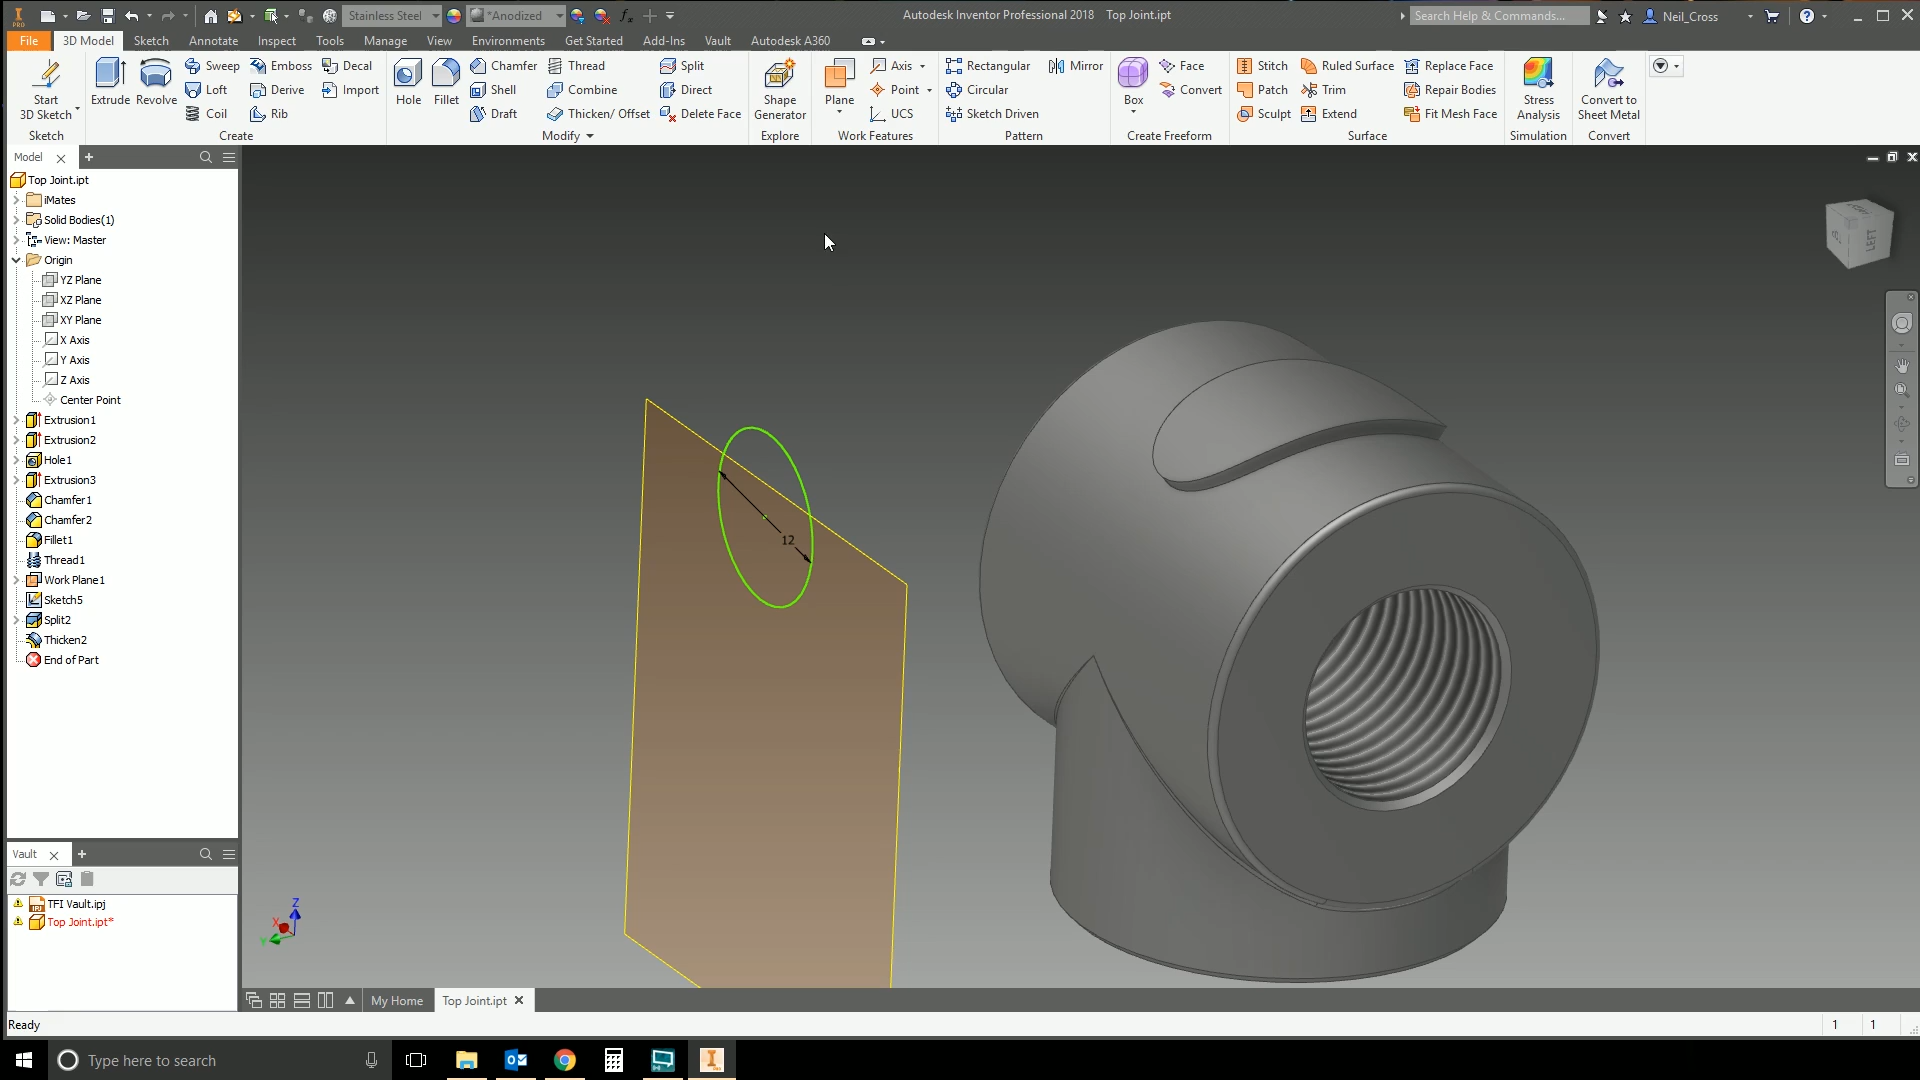 Stainless Steel
*Anodized
Autodesk Inventor Professional 2018 Top Joint.ipt
Search Help & Commands...
Neil_Cross
File 3D Model Sketch Annotate Inspect Tools Manage View Environments Get Started Add-Ins Vault Autodesk A360
Start 3D Sketch
Extrude
Revolve
Sweep
Loft
Coil
Emboss
Derive
Rib
Decal
Import
Hole
Fillet
Chamfer
Shell
Draft
Thread
Combine
Thicken/ Offset
Split
Direct
Delete Face
Shape Generator
Plane
Axis
Point
UCS
Rectangular
Circular
Sketch Driven
Mirror
Box
Face
Convert
Stitch
Patch
Sculpt
Ruled Surface
Trim
Extend
Replace Face
Repair Bodies
Fit Mesh Face
Stress Analysis
Convert to Sheet Metal
Sketch Create Modify Explore Work Features Pattern Create Freeform Surface Simulation Convert
Model
Top Joint.ipt
iMates
Solid Bodies(1)
View: Master
Origin
YZ Plane
XZ Plane
XY Plane
X Axis
Y Axis
Z Axis
Center Point
Extrusion1
Extrusion2
Hole1
Extrusion3
Chamfer1
Chamfer2
Fillet1
Thread1
Work Plane1
Sketch5
Split2
Thicken2
End of Part
12
LEFT
Vault
TFI Vault.ipj
Top Joint.ipt*
Z
X
Y
My Home
Top Joint.ipt
Ready
1 1
Type here to search